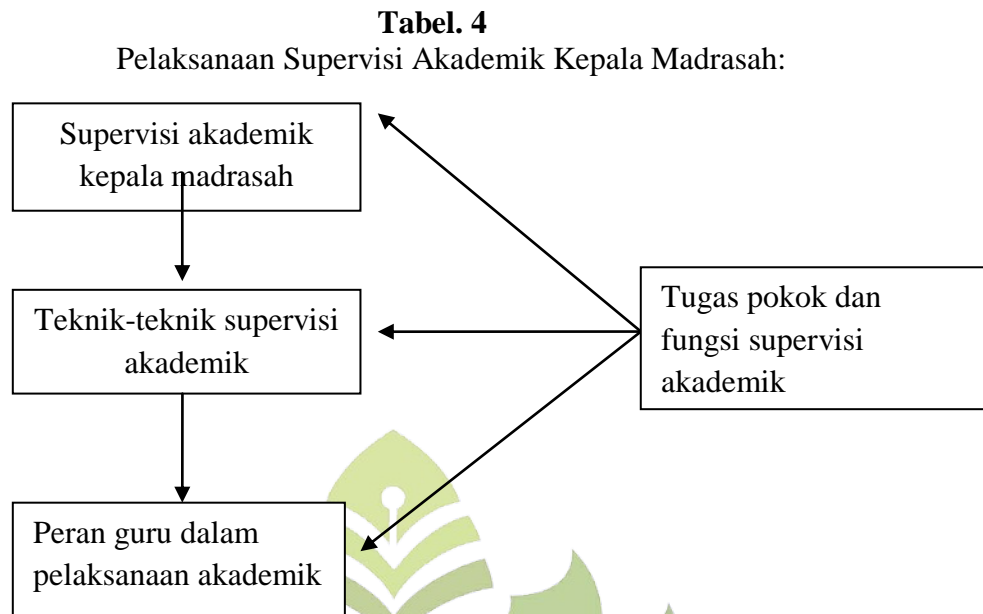 Tabel. 4
Pelaksanaan Supervisi Akademik Kepala Madrasah:
Supervisi akademik
kepala madrasah
Teknik-teknik supervisi
akademik
Tugas pokok dan
fungsi supervisi
akademik
Peran guru dalam
pelaksanaan akademik